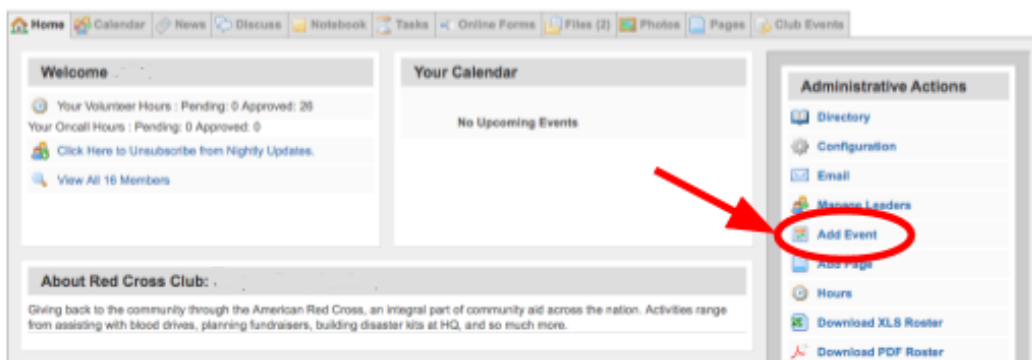 Home Calendar News Discuss Notebook Tasks Online Forms Files (2) Photos Pages Club Events
Welcome
Your Volunteer Hours : Pending: 0 Approved: 26
Your Oncall Hours : Pending: 0 Approved: 0
Click Here to Unsubscribe from Nightly Updates.
View All 16 Members
Your Calendar
No Upcoming Events
About Red Cross Club:
Giving back to the community through the American Red Cross, an integral part of community aid across the nation. Activities range
from assisting with blood drives, planning fundraisers, building disaster kits at HQ, and so much more.
Administrative Actions
Directory
Configuration
Email
Manage Leaders
Add Event
Add Page
Hours
Download XLS Roster
Download PDF Roster